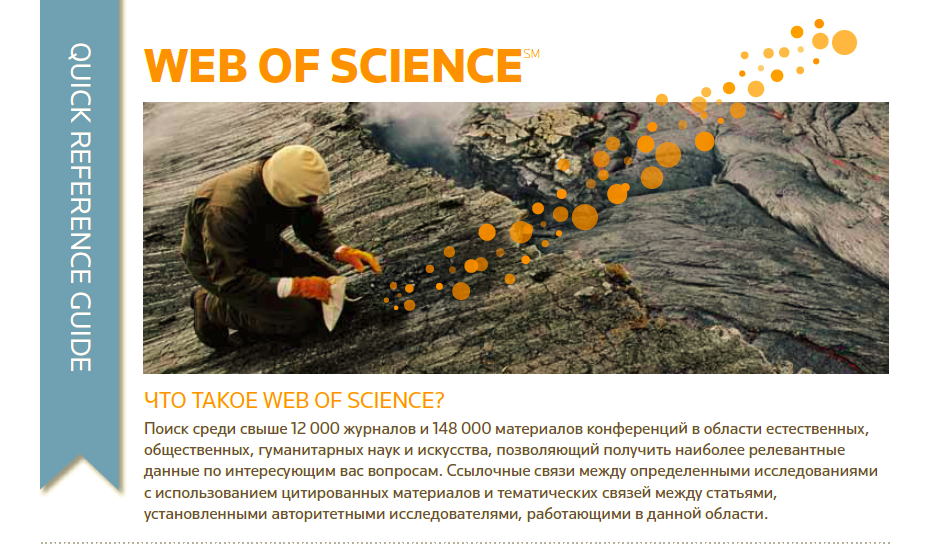 QUICK REFERENCE GUIDE
WEB OF SCIENCE℠
ЧТО ТАКОЕ WEB OF SCIENCE?
Поиск среди свыше 12 000 журналов и 148 000 материалов конференций в области естественных,
общественных, гуманитарных наук и искусства, позволяющий получить наиболее релевантные
данные по интересующим вас вопросам. Ссылочные связи между определенными исследованиями
с использованием цитированных материалов и тематических связей между статьями,
установленными авторитетными исследователями, работающими в данной области.